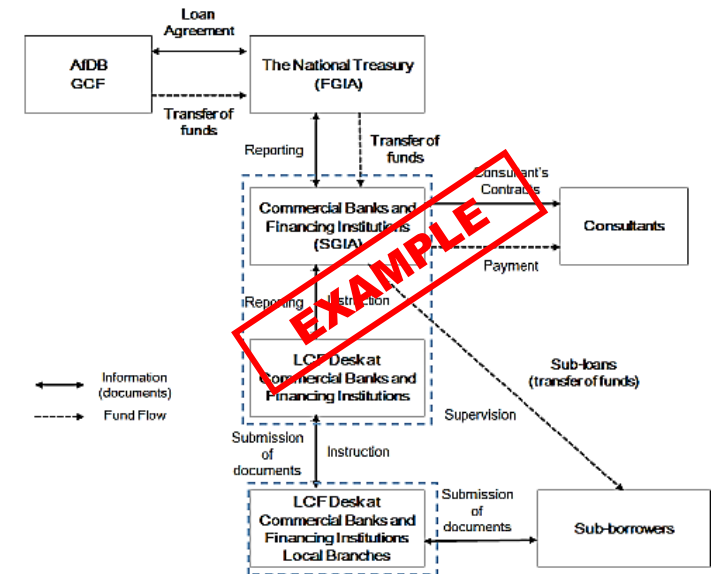 Loan
Agreement
AfDB
GCF
The National Treasury
(FGIA)
Transfer of
funds
Reporting
Transfer of
funds
Consultant's
Contracts
Commercial Banks and
Financing Institutions
(SGIA)
Consultants
Payment
Reporting
Instruction
EXAMPLE
LCF Desk at
Commercial Banks and
Financing Institutions
Sub-loans
(transfer of funds)
Information
(documents)
Fund Flow
Supervision
Submission
of
documents
Instruction
LCF Desk at
Commercial Banks and
Financing Institutions
Local Branches
Submission
of
documents
Sub-borrowers